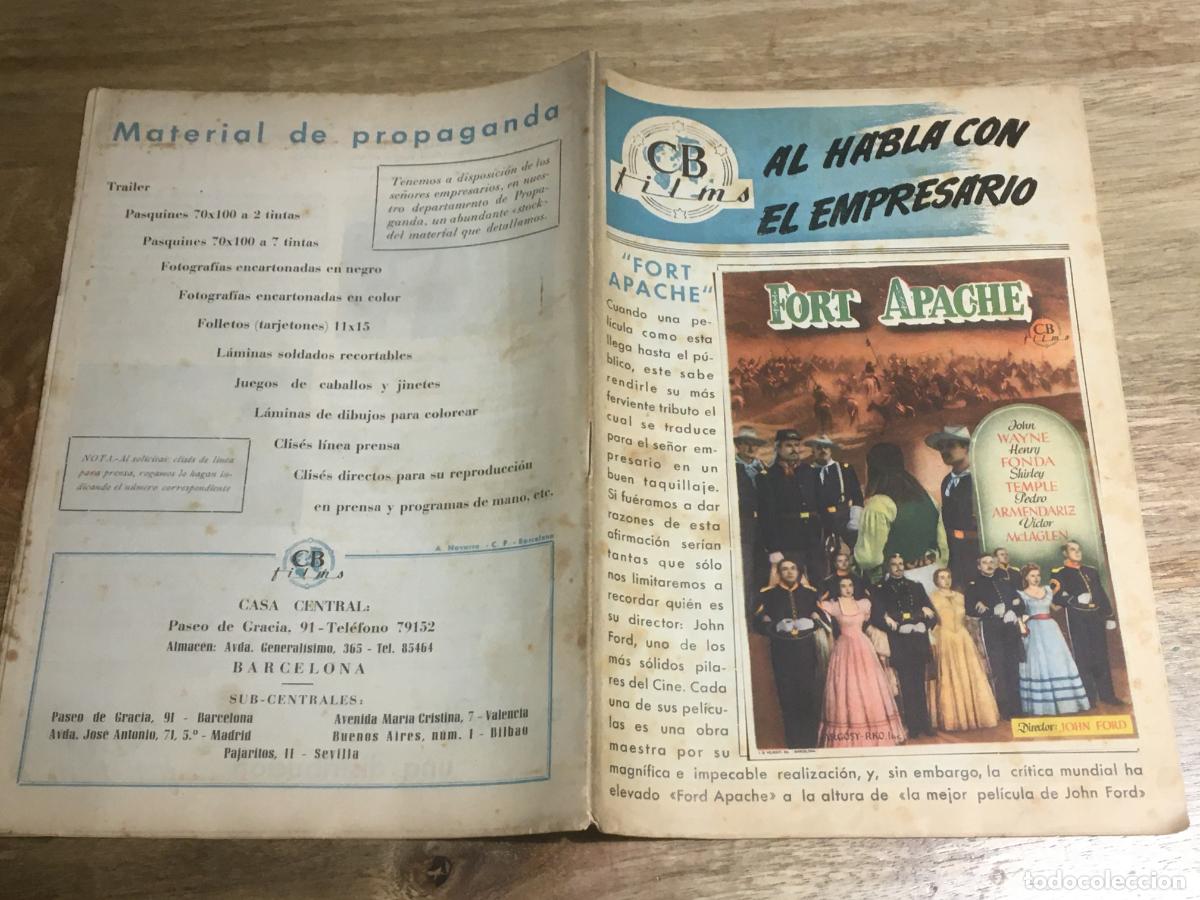 Material de propaganda
Tenemos a disposición de los
señores empresarios, en nues-
tro departamento de Propa-
ganda, un abundante «stock»
del material que detallamos.
Trailer
Pasquines 70x100 a 2 tintas
Pasquines 70x100 a 7 tintas
Fotografías encartonadas en negro
Fotografías encartonadas en color
Folletos (tarjetones) 11x15
Láminas soldados recortables
Juegos de caballos y jinetes
Láminas de dibujos para colorear
Clisés línea prensa
Clisés directos para su reproducción
en prensa y programas de mano, etc.
NOTA.-Al solicitar clisés de línea
para prensa, rogamos lo hagan in-
dicando el número correspondiente
A. Navarro - C. P. - Barcelona
CB
films
CASA CENTRAL:
Paseo de Gracia, 91 - Teléfono 79152
Almacén: Avda. Generalísimo, 365 - Tel. 85464
BARCELONA
SUB-CENTRALES:
Paseo de Gracia, 91 - Barcelona
Avenida María Cristina, 7 - Valencia
Avda. José Antonio, 71, 5.º - Madrid
Buenos Aires, núm. 1 - Bilbao
Pajaritos, 11 - Sevilla
CB
films
AL HABLA CON
EL EMPRESARIO
"FORT
APACHE"
Cuando una pe-
lícula como esta
llega hasta el pú-
blico, este sabe
rendirle su más
ferviente tributo el
cual se traduce
para el señor em-
presario en un
buen taquillaje.
Si fuéramos a dar
razones de esta
afirmación serían
tantas que sólo
nos limitaremos a
recordar quién es
su director: John
Ford, uno de los
más sólidos pila-
res del Cine. Cada
una de sus pelícu-
las es una obra
maestra por su
magnífica e impecable realización, y, sin embargo, la crítica mundial ha
elevado «Ford Apache» a la altura de «la mejor película de John Ford»
FORT APACHE
CB
films
John
WAYNE
Henry
FONDA
Shirley
TEMPLE
Pedro
ARMENDARIZ
Victor
McLAGLEN
ARGOSY-RKO, Inc.
Director: JOHN FORD
todocoleccion